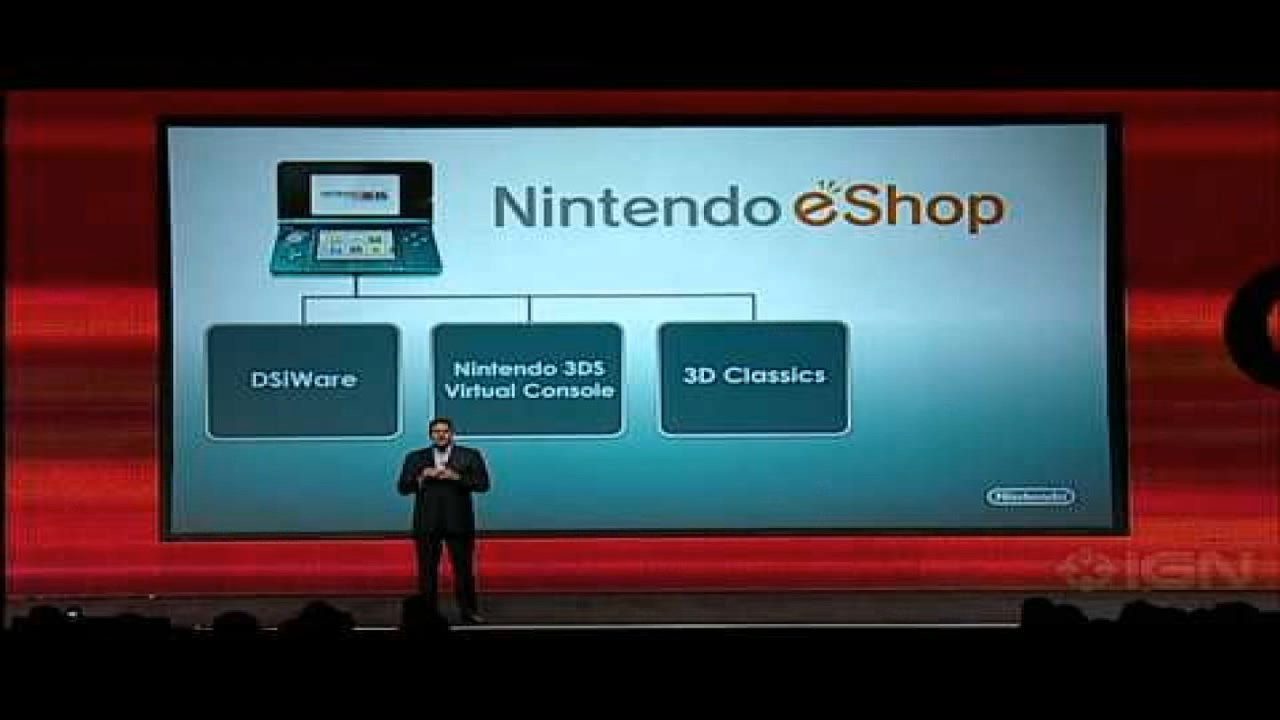 Nintendo eShop
DSiWare
Nintendo 3DS
Virtual Console
3D Classics
Nintendo
IGN